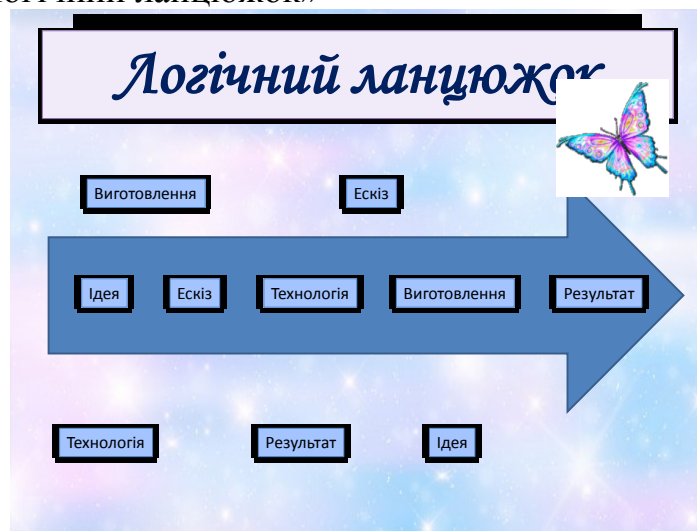 Логічний ланцюжок
Виготовлення Ескіз
Ідея Ескіз Технологія Виготовлення Результат
Технологія Результат Ідея